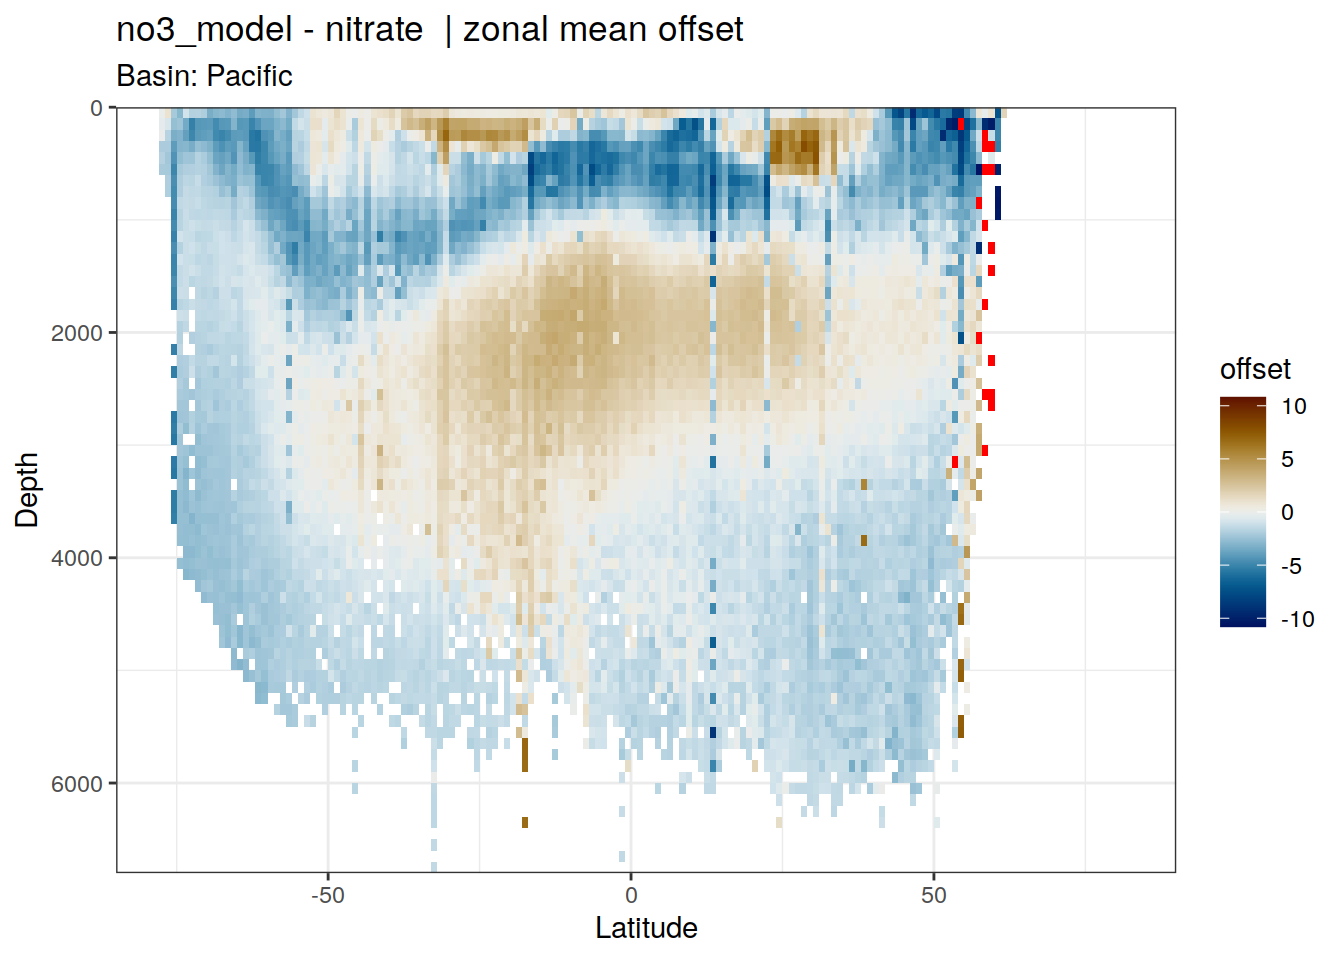 no3_model - nitrate  | zonal mean offset
Basin: Pacific
0
2000
4000
6000
Depth
-50
0
50
Latitude
offset
10
5
0
-5
-10